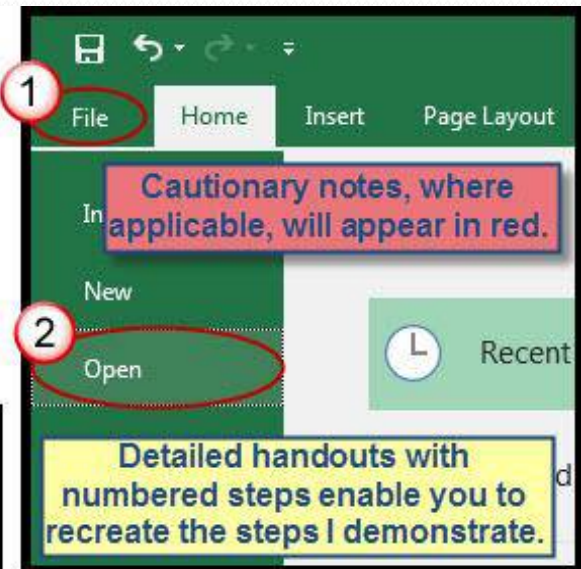 1
File Home Insert Page Layout
Cautionary notes, where
applicable, will appear in red.
In
New
2
Open
Recent
Detailed handouts with
numbered steps enable you to
recreate the steps I demonstrate.
d